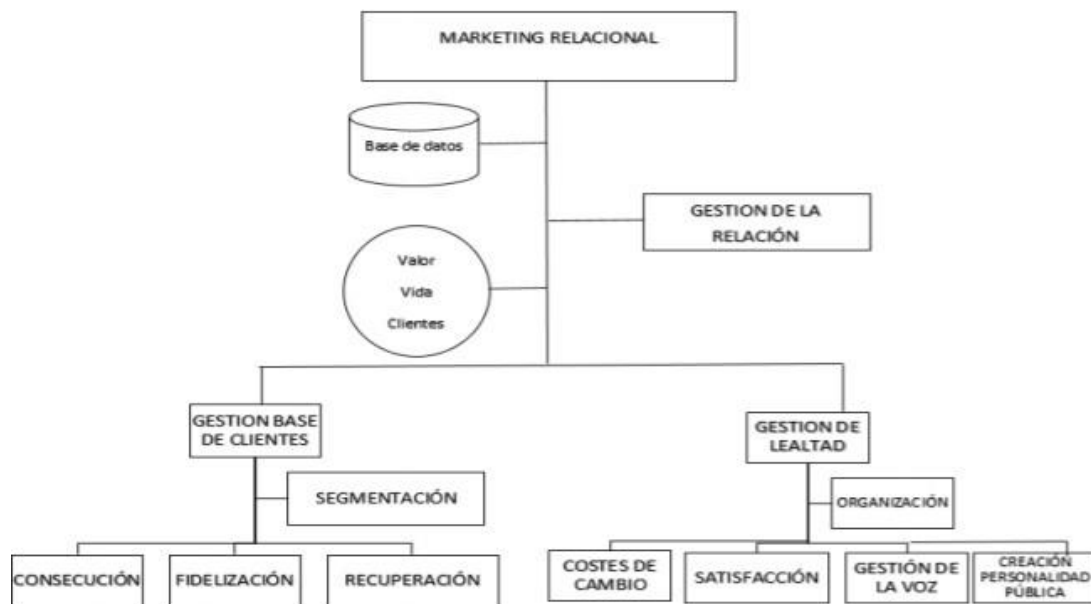 MARKETING RELACIONAL
Base de datos
GESTION DE LA
RELACIÓN
Valor
Vida
Clientes
GESTION BASE
DE CLIENTES
GESTION DE
LEALTAD
SEGMENTACIÓN
ORGANIZACIÓN
CONSECUCIÓN
FIDELIZACIÓN
RECUPERACIÓN
COSTES DE
CAMBIO
SATISFACCIÓN
GESTIÓN DE
LA VOZ
CREACIÓN
PERSONALIDAD
PÚBLICA